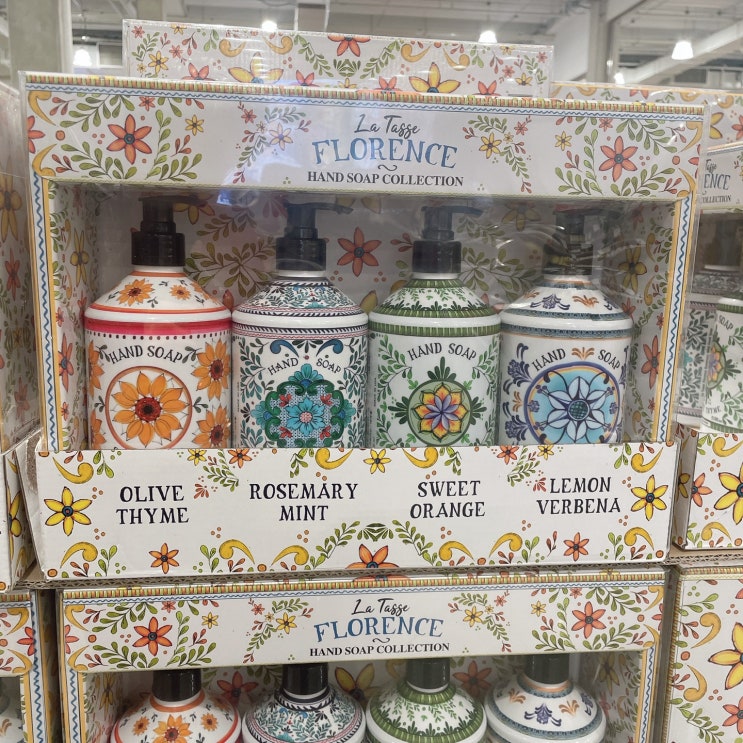 La Tasse
FLORENCE
HAND SOAP COLLECTION
ENCE
HAND SOAP
HAND SOAP
HAND SOAP
HAND SOAP
OLIVE
THYME
ROSEMARY
MINT
SWEET
ORANGE
LEMON
VERBENA
La Tasse
FLORENCE
HAND SOAP COLLECTION